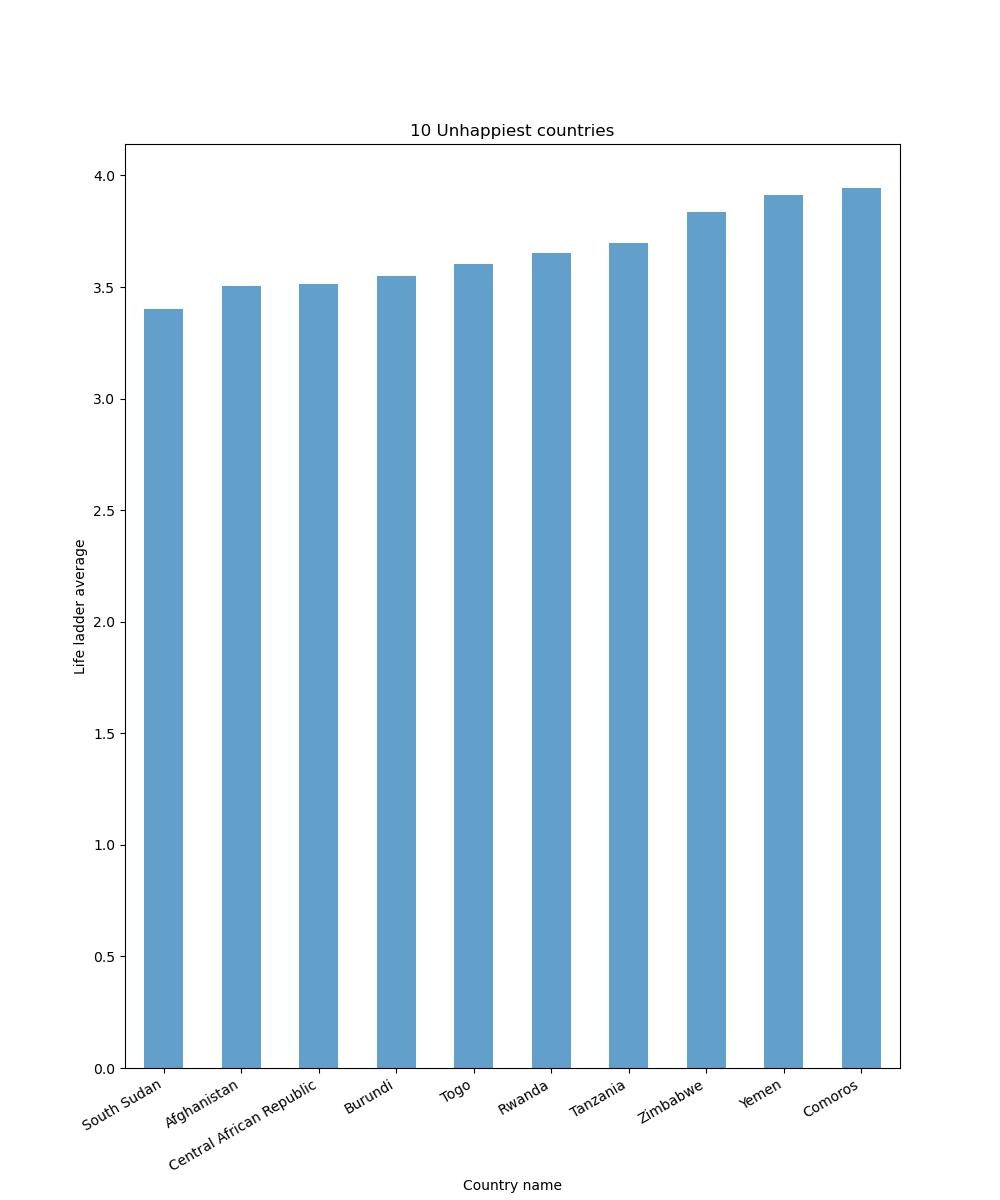 10 Unhappiest countries
4.0
3.5
3.0
2.5
2.0
1.5
1.0
0.5
0.0
Life ladder average
South Sudan
Afghanistan
Central African Republic
Burundi
Togo
Rwanda
Tanzania
Zimbabwe
Yemen
Comoros
Country name